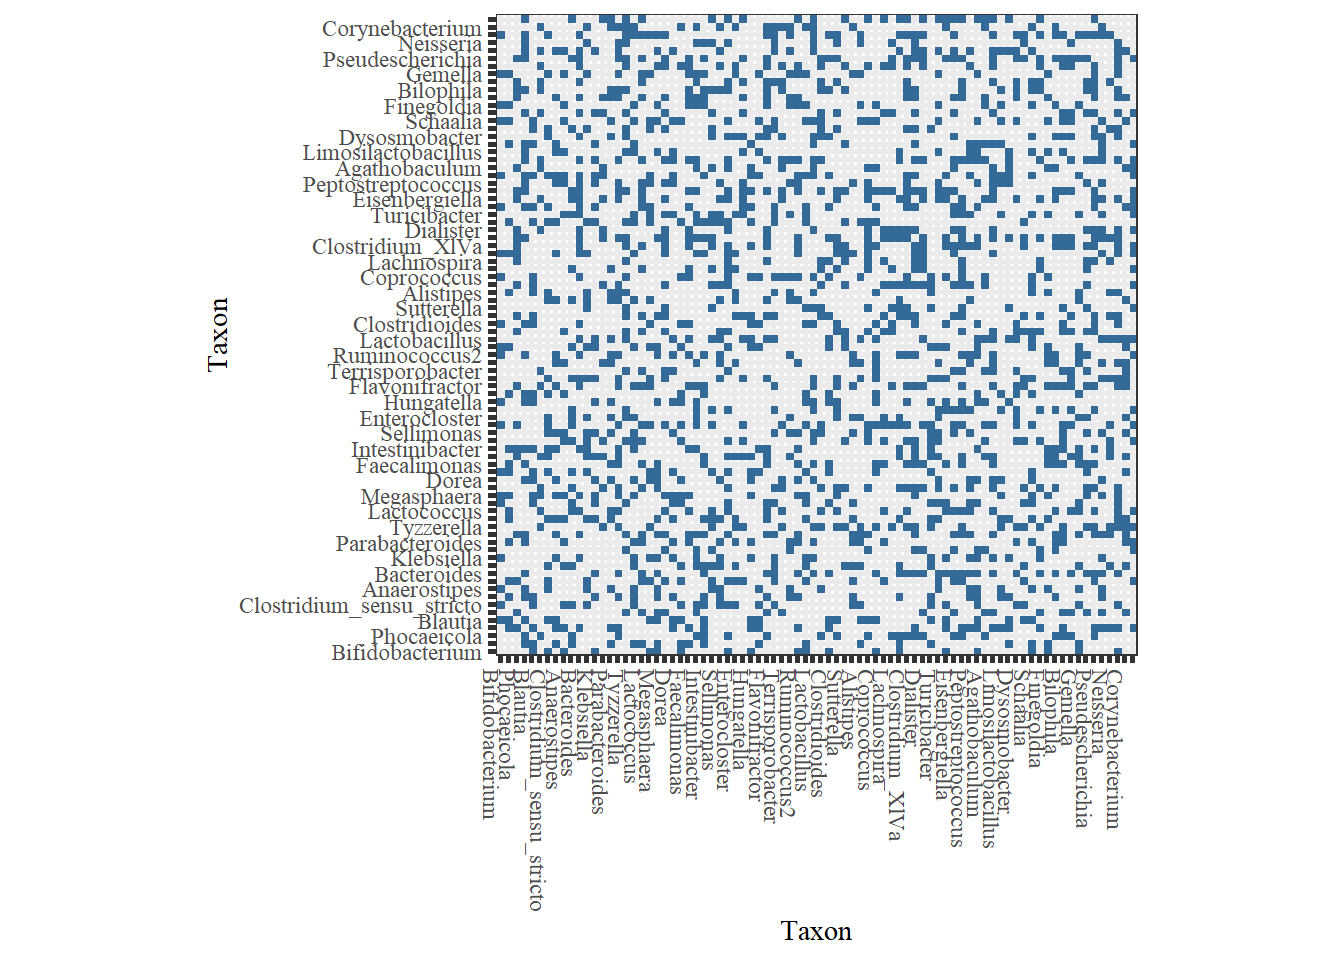 Corynebacterium
Neisseria
Pseudescherichia
Gemella
Bilophila
Finegoldia
Schaalia
Dysosmobacter
Limosilactobacillus
Agathobaculum
Peptostreptococcus
Eisenbergiella
Turicibacter
Dialister
Clostridium_XlVa
Lachnospira
Coprococcus
Alistipes
Sutterella
Clostridioides
Lactobacillus
Ruminococcus2
Terrisporobacter
Flavonifractor
Hungatella
Enterocloster
Sellimonas
Intestinibacter
Faecalimonas
Dorea
Megasphaera
Lactococcus
Tyzzerella
Parabacteroides
Klebsiella
Bacteroides
Anaerostipes
Clostridium_sensu_stricto
Blautia
Phocaeicola
Bifidobacterium
Taxon
Bifidobacterium
Phocaeicola
Blautia
Clostridium_sensu_stricto
Anaerostipes
Bacteroides
Klebsiella
Parabacteroides
Tyzzerella
Lactococcus
Megasphaera
Dorea
Faecalimonas
Intestinibacter
Sellimonas
Enterocloster
Hungatella
Flavonifractor
Terrisporobacter
Ruminococcus2
Lactobacillus
Clostridioides
Sutterella
Alistipes
Coprococcus
Lachnospira
Clostridium_XlVa
Dialister
Turicibacter
Eisenbergiella
Peptostreptococcus
Agathobaculum
Limosilactobacillus
Dysosmobacter
Schaalia
Finegoldia
Bilophila
Gemella
Pseudescherichia
Neisseria
Corynebacterium
Taxon